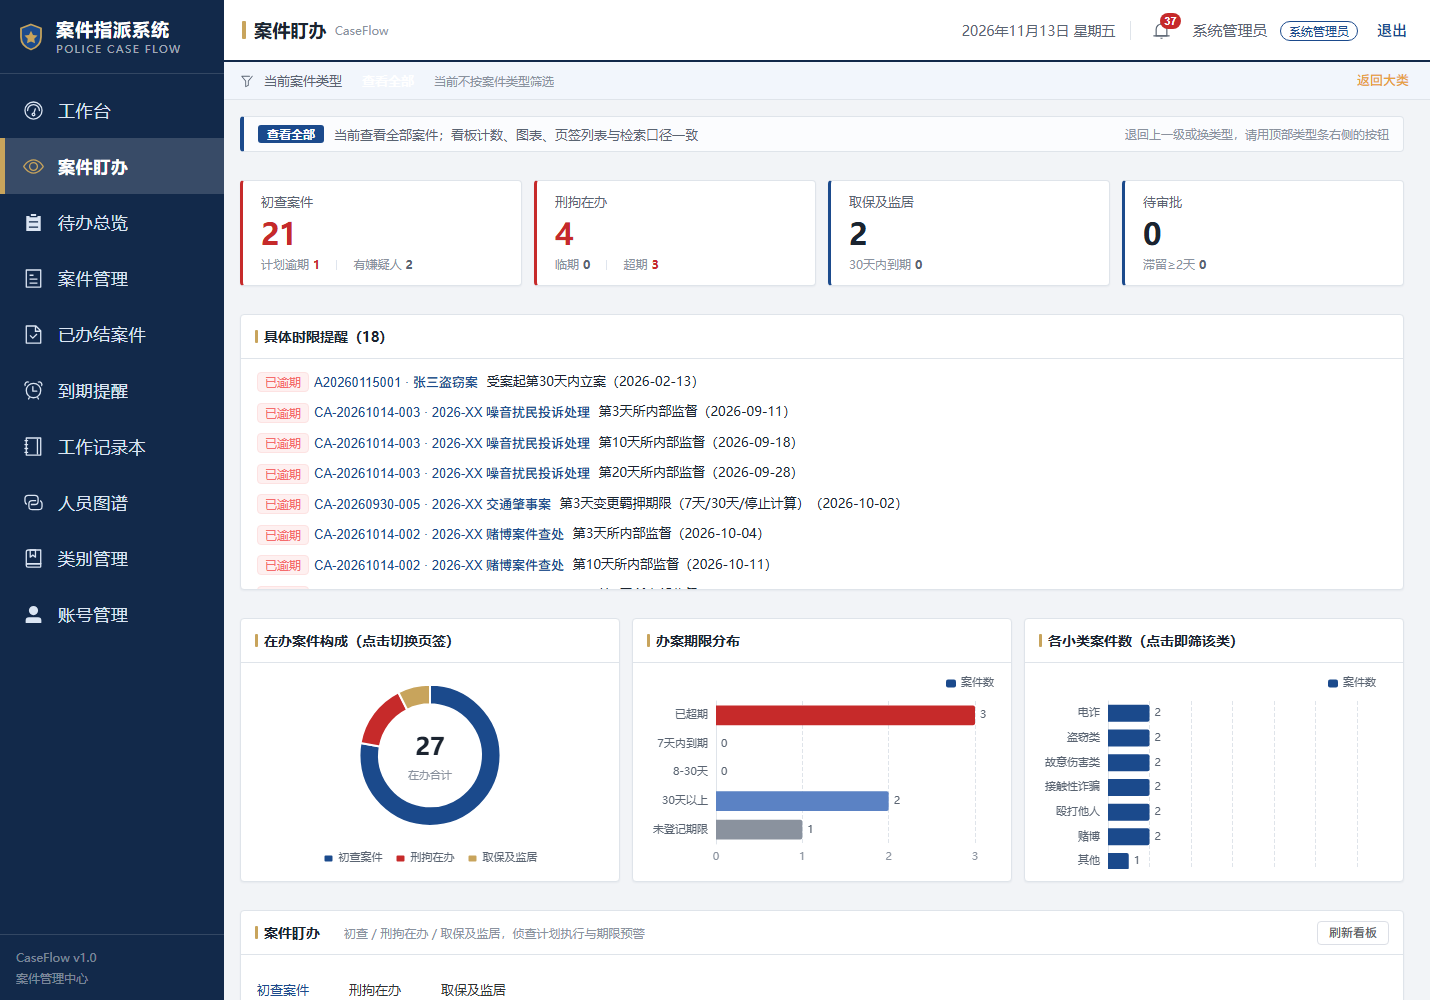 案件指派系统
POLICE CASE FLOW
工作台
案件盯办
待办总览
案件管理
已办结案件
到期提醒
工作记录本
人员图谱
类别管理
账号管理
CaseFlow v1.0
案件管理中心
案件盯办 CaseFlow
2026年11月13日 星期五 37 系统管理员 系统管理员 退出
当前案件类型 查看全部 当前不按案件类型筛选 返回大类
查看全部 当前查看全部案件；看板计数、图表、页签列表与检索口径一致 退回上一级或换类型，请用顶部类型条右侧的按钮
初查案件
21
计划逾期 1 有嫌疑人 2
刑拘在办
4
临期 0 超期 3
取保及监居
2
30天内到期 0
待审批
0
滞留≥2天 0
具体时限提醒（18）
已逾期 A20260115001 · 张三盗窃案 受案起第30天内立案（2026-02-13）
已逾期 CA-20261014-003 · 2026-XX 噪音扰民投诉处理 第3天所内部监督（2026-09-11）
已逾期 CA-20261014-003 · 2026-XX 噪音扰民投诉处理 第10天所内部监督（2026-09-18）
已逾期 CA-20261014-003 · 2026-XX 噪音扰民投诉处理 第20天所内部监督（2026-09-28）
已逾期 CA-20260930-005 · 2026-XX 交通肇事案 第3天变更羁押期限（7天/30天/停止计算）（2026-10-02）
已逾期 CA-20261014-002 · 2026-XX 赌博案件查处 第3天所内部监督（2026-10-04）
已逾期 CA-20261014-002 · 2026-XX 赌博案件查处 第10天所内部监督（2026-10-11）
在办案件构成（点击切换页签）
27
在办合计
初查案件 刑拘在办 取保及监居
办案期限分布
案件数
已超期 3
7天内到期 0
8-30天 0
30天以上 2
未登记期限 1
0 1 2 3
各小类案件数（点击即筛该类）
案件数
电诈 2
盗窃类 2
故意伤害类 2
接触性诈骗 2
殴打他人 2
赌博 2
其他 1
案件盯办 初查 / 刑拘在办 / 取保及监居，侦查计划执行与期限预警 刷新看板
初查案件 刑拘在办 取保及监居